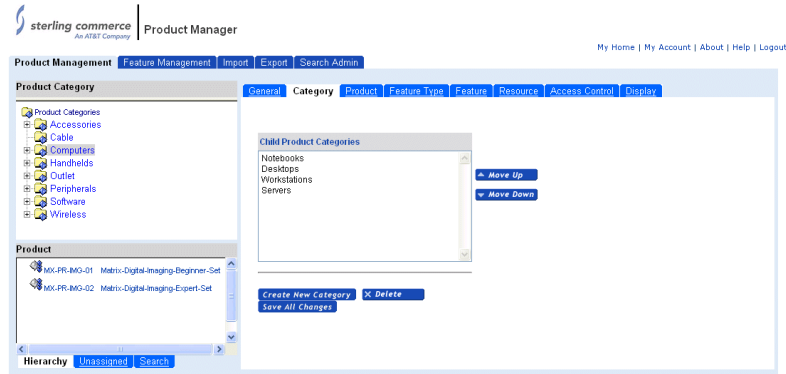 sterling commerce
An AT&T Company
Product Manager
My Home | My Account | About | Help | Logout
Product Management Feature Management Import Export Search Admin
Product Category
Product Categories
Accessories
Cable
Computers
Handhelds
Outlet
Peripherals
Software
Wireless
Product
MX-PR-IMG-01 Matrix-Digital-Imaging-Beginner-Set
MX-PR-IMG-02 Matrix-Digital-Imaging-Expert-Set
Hierarchy Unassigned Search
General Category Product Feature Type Feature Resource Access Control Display
Child Product Categories
Notebooks
Desktops
Workstations
Servers
Move Up
Move Down
Create New Category X Delete
Save All Changes